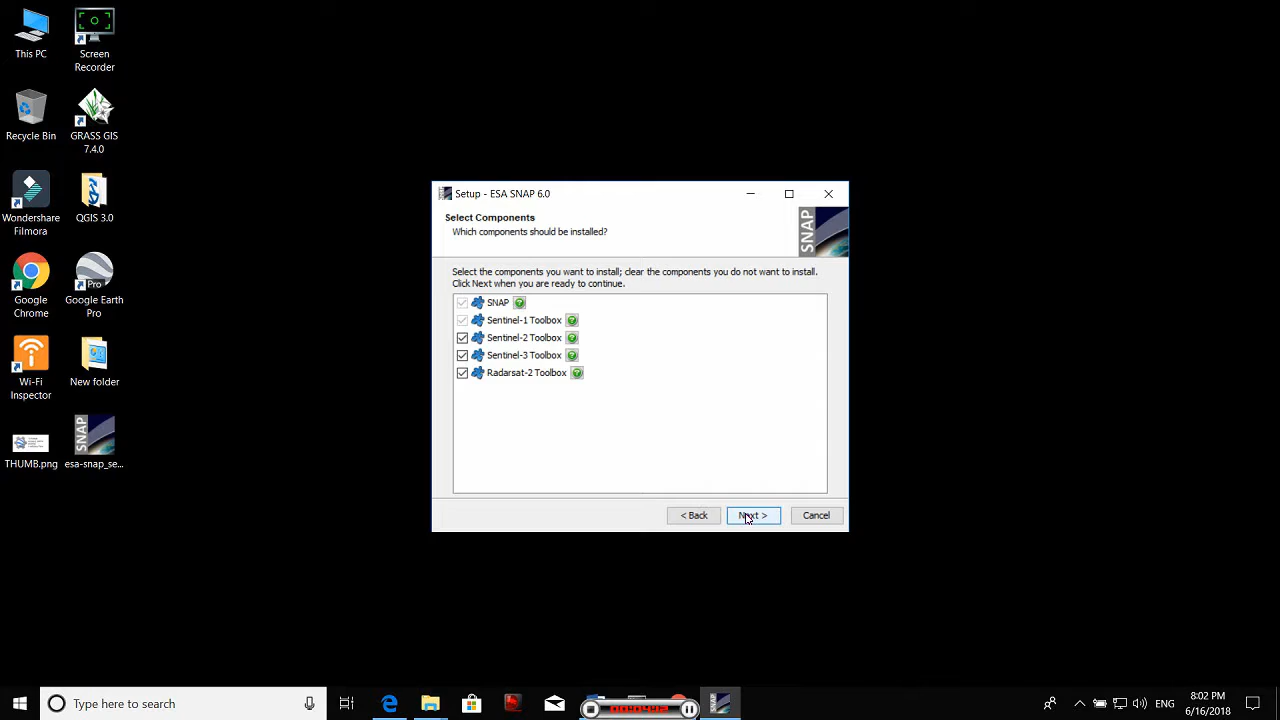 This PC
Screen
Recorder
Recycle Bin
GRASS GIS
7.4.0
Wondershare
Filmora
QGIS 3.0
Google
Chrome
Google Earth
Pro
Wi-Fi
Inspector
New folder
THUMB.png
SNAP
esa-snap_se...
Setup - ESA SNAP 6.0
Select Components
Which components should be installed?
SNAP
Select the components you want to install; clear the components you do not want to install.
Click Next when you are ready to continue.
SNAP
Sentinel-1 Toolbox
Sentinel-2 Toolbox
Sentinel-3 Toolbox
Radarsat-2 Toolbox
< Back
Next >
Cancel
Type here to search
ENG
8:02 PM
6/16/2018